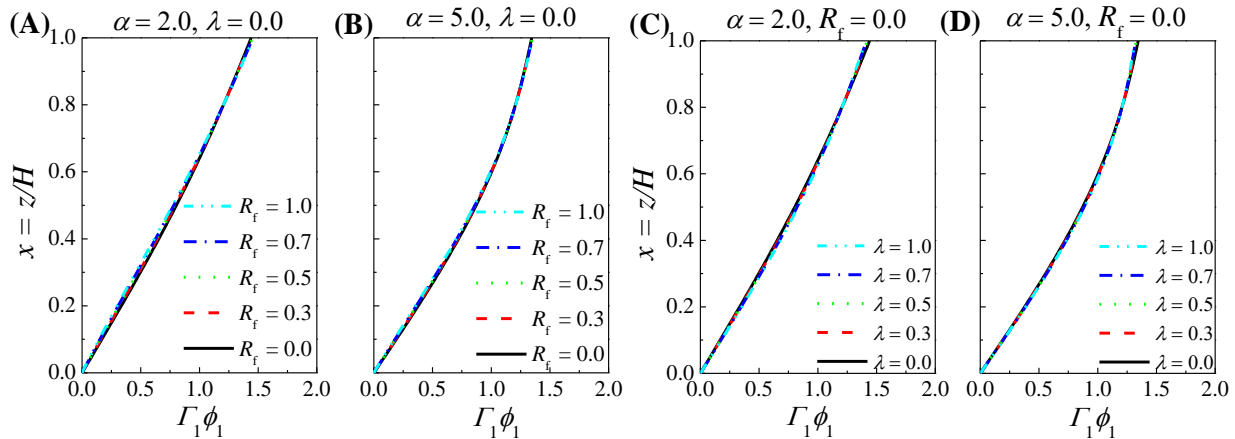 (A) α = 2.0, λ = 0.0
1.0
0.8
0.6
0.4
0.2
0.0
x = z/H
R_f = 1.0
R_f = 0.7
R_f = 0.5
R_f = 0.3
R_f = 0.0
0.0 0.5 1.0 1.5 2.0
Γ₁ϕ₁
(B) α = 5.0, λ = 0.0
R_f = 1.0
R_f = 0.7
R_f = 0.5
R_f = 0.3
R_f = 0.0
0.0 0.5 1.0 1.5 2.0
Γ₁ϕ₁
(C) α = 2.0, R_f = 0.0
1.0
0.8
0.6
0.4
0.2
0.0
x = z/H
λ = 1.0
λ = 0.7
λ = 0.5
λ = 0.3
λ = 0.0
0.0 0.5 1.0 1.5 2.0
Γ₁ϕ₁
(D) α = 5.0, R_f = 0.0
λ = 1.0
λ = 0.7
λ = 0.5
λ = 0.3
λ = 0.0
0.0 0.5 1.0 1.5 2.0
Γ₁ϕ₁